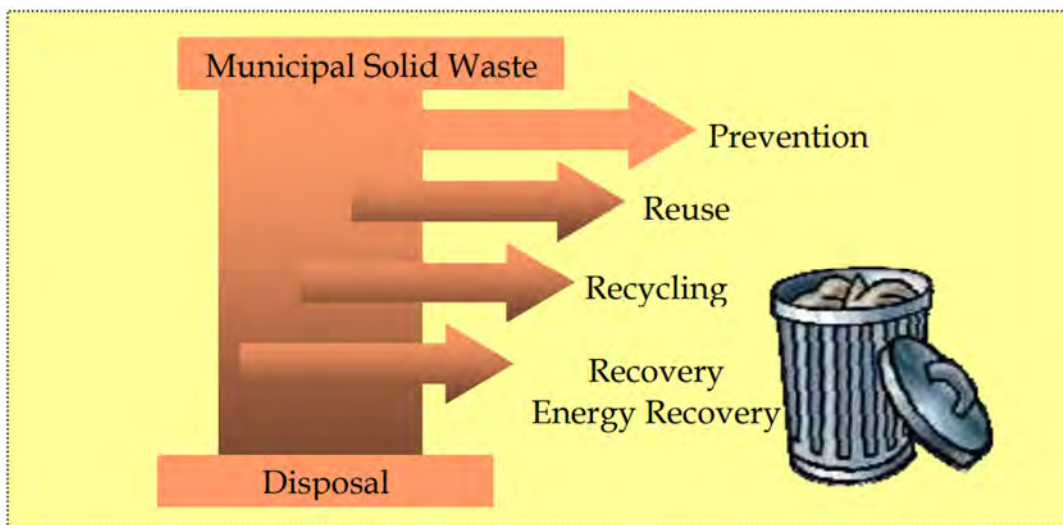 Municipal Solid Waste
Prevention
Reuse
Recycling
Recovery
Energy Recovery
Disposal